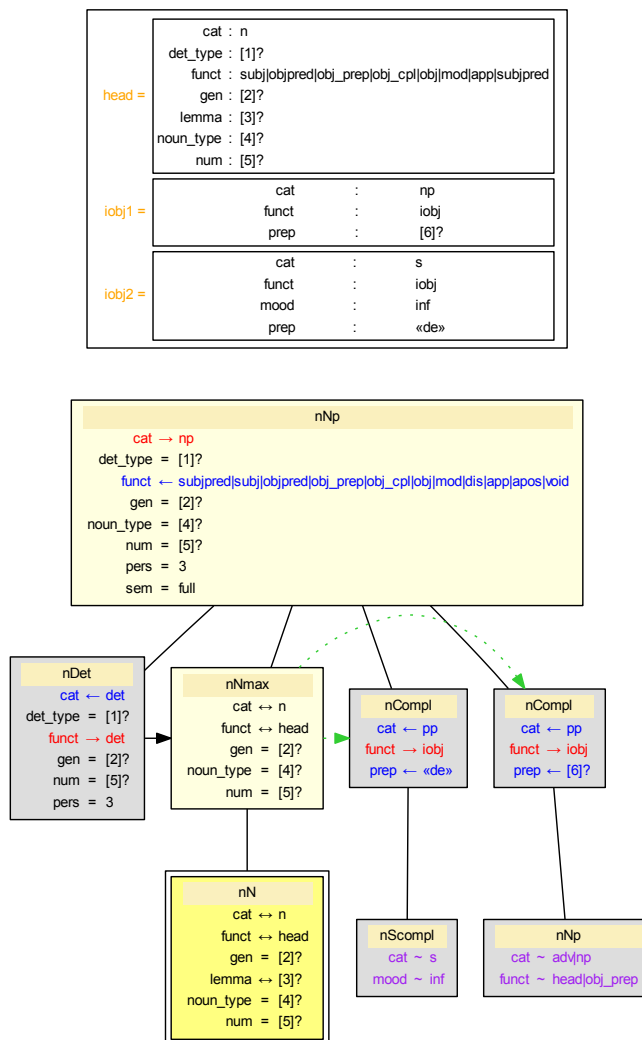 head =
cat : n
det_type : [1]?
funct : subj|objpred|obj_prep|obj_cpl|obj|mod|app|subjpred
gen : [2]?
lemma : [3]?
noun_type : [4]?
num : [5]?
iobj1 =
cat : np
funct : iobj
prep : [6]?
iobj2 =
cat : s
funct : iobj
mood : inf
prep : «de»
nNp
cat → np
det_type = [1]?
funct ← subjpred|subj|objpred|obj_prep|obj_cpl|obj|mod|dis|app|apos|void
gen = [2]?
noun_type = [4]?
num = [5]?
pers = 3
sem = full
nDet
cat ← det
det_type = [1]?
funct → det
gen = [2]?
num = [5]?
pers = 3
nNmax
cat ↔ n
funct ↔ head
gen = [2]?
noun_type = [4]?
num = [5]?
nCompl
cat ← pp
funct → iobj
prep ← «de»
nCompl
cat ← pp
funct → iobj
prep ← [6]?
nN
cat ↔ n
funct ↔ head
gen = [2]?
lemma ↔ [3]?
noun_type = [4]?
num = [5]?
nScompl
cat ~ s
mood ~ inf
nNp
cat ~ adv|np
funct ~ head|obj_prep